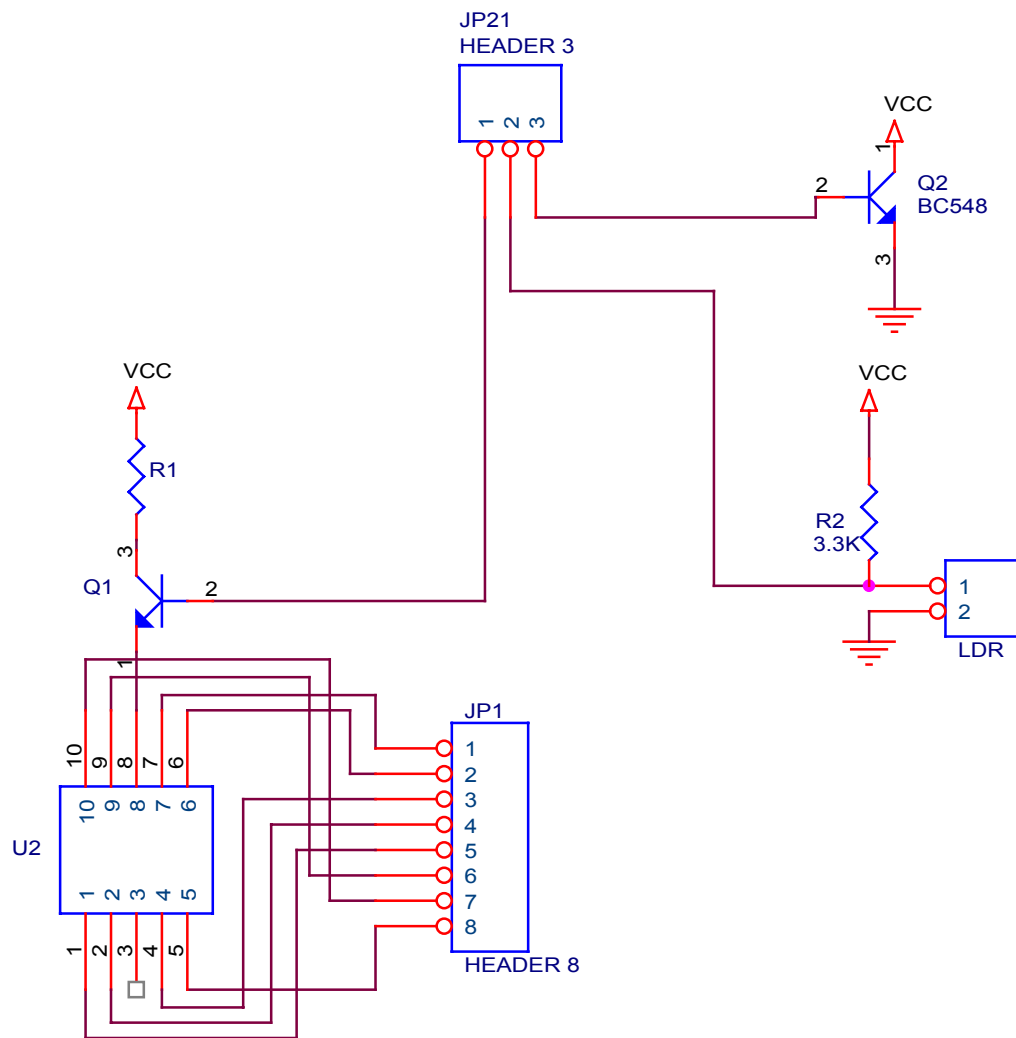 JP21
HEADER 3
1 2 3
VCC
1
2
Q2
BC548
3
VCC
R1
3
Q1
2
1
VCC
R2
3.3K
1
2
LDR
JP1
1
2
3
4
5
6
7
8
HEADER 8
10 9 8 7 6
10 9 8 7 6
U2
1 2 3 4 5
1 2 3 4 5